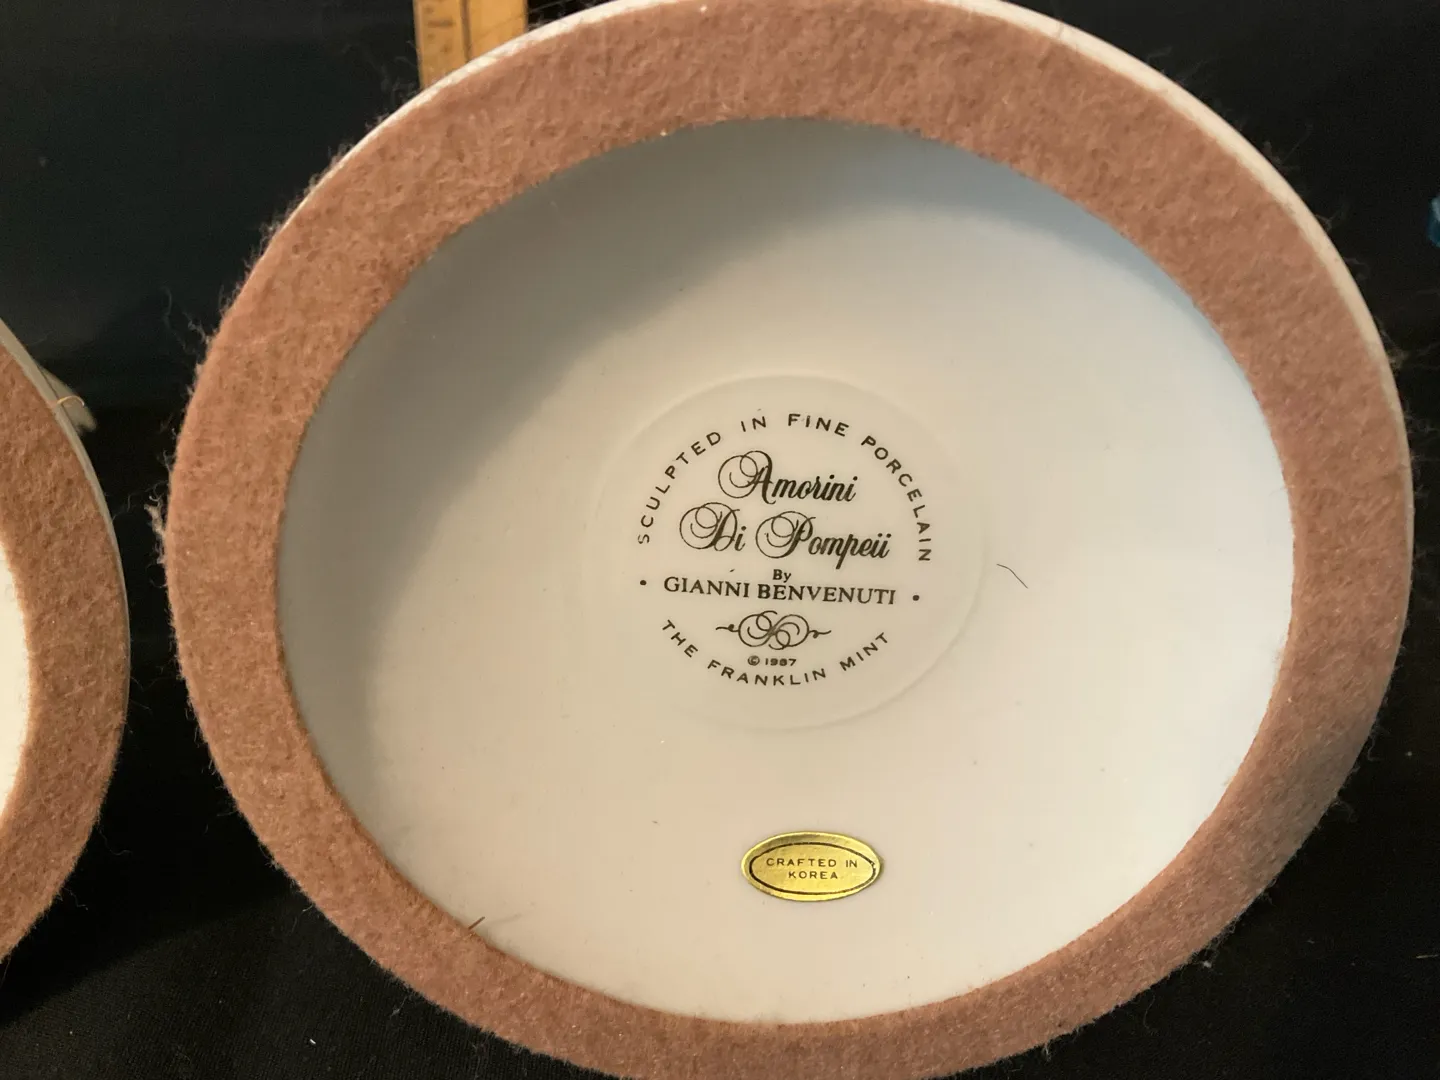 SCULPTED IN FINE PORCELAIN
Amorini
Di Pompeii
By
• GIANNI BENVENUTI •
© 1987
THE FRANKLIN MINT
CRAFTED IN
KOREA